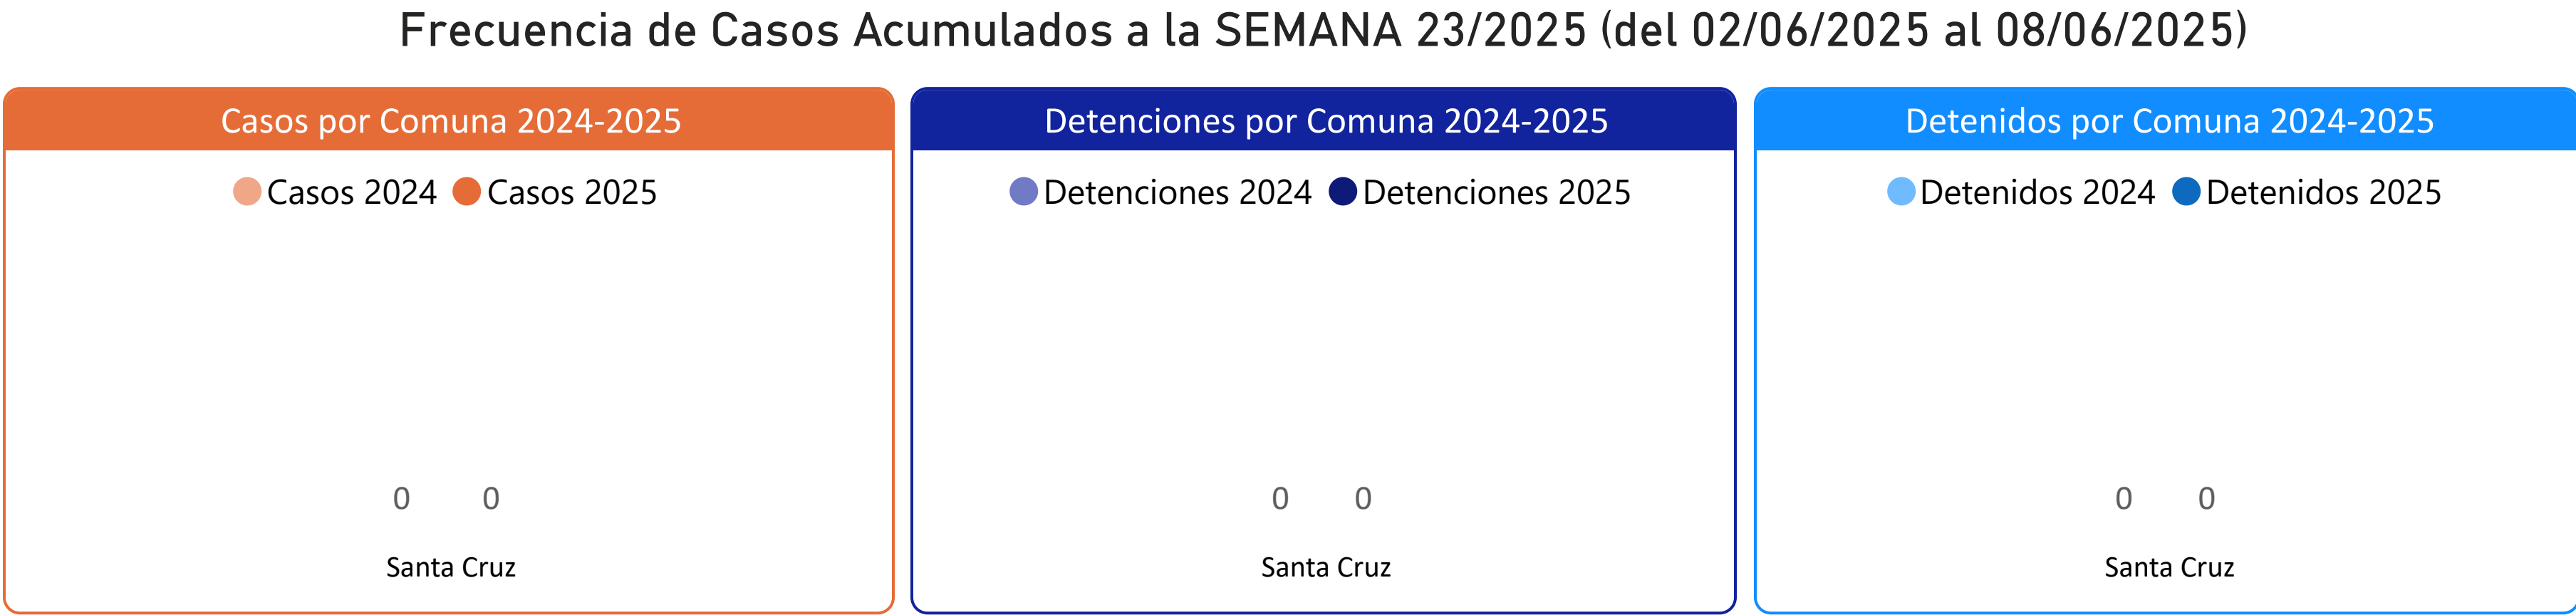 Frecuencia de Casos Acumulados a la SEMANA 23/2025 (del 02/06/2025 al 08/06/2025)
Casos por Comuna 2024-2025
Casos 2024 Casos 2025
0 0
Santa Cruz
Detenciones por Comuna 2024-2025
Detenciones 2024 Detenciones 2025
0 0
Santa Cruz
Detenidos por Comuna 2024-2025
Detenidos 2024 Detenidos 2025
0 0
Santa Cruz